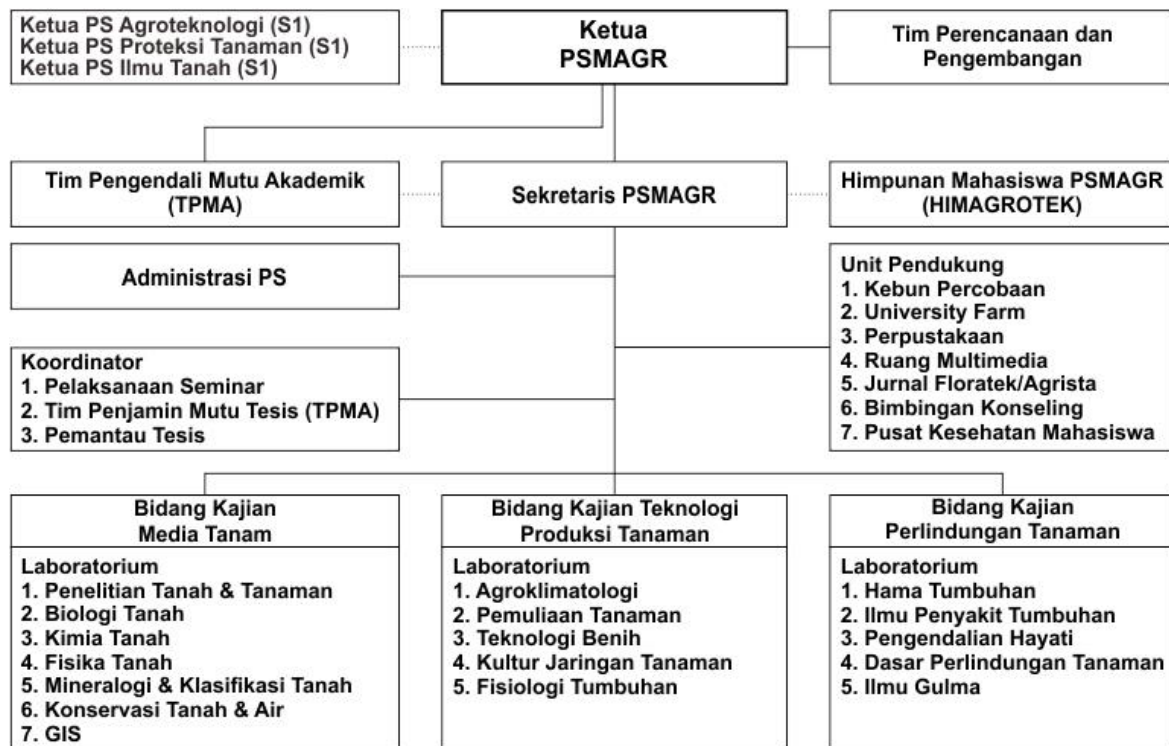 Ketua PS Agroteknologi (S1)
Ketua PS Proteksi Tanaman (S1)
Ketua PS Ilmu Tanah (S1)
Ketua
PSMAGR
Tim Perencanaan dan
Pengembangan
Tim Pengendali Mutu Akademik
(TPMA)
Sekretaris PSMAGR
Himpunan Mahasiswa PSMAGR
(HIMAGROTEK)
Administrasi PS
Unit Pendukung
1. Kebun Percobaan
2. University Farm
3. Perpustakaan
4. Ruang Multimedia
5. Jurnal Floratek/Agrista
6. Bimbingan Konseling
7. Pusat Kesehatan Mahasiswa
Koordinator
1. Pelaksanaan Seminar
2. Tim Penjamin Mutu Tesis (TPMA)
3. Pemantau Tesis
Bidang Kajian
Media Tanam
Laboratorium
1. Penelitian Tanah & Tanaman
2. Biologi Tanah
3. Kimia Tanah
4. Fisika Tanah
5. Mineralogi & Klasifikasi Tanah
6. Konservasi Tanah & Air
7. GIS
Bidang Kajian Teknologi
Produksi Tanaman
Laboratorium
1. Agroklimatologi
2. Pemuliaan Tanaman
3. Teknologi Benih
4. Kultur Jaringan Tanaman
5. Fisiologi Tumbuhan
Bidang Kajian
Perlindungan Tanaman
Laboratorium
1. Hama Tumbuhan
2. Ilmu Penyakit Tumbuhan
3. Pengendalian Hayati
4. Dasar Perlindungan Tanaman
5. Ilmu Gulma